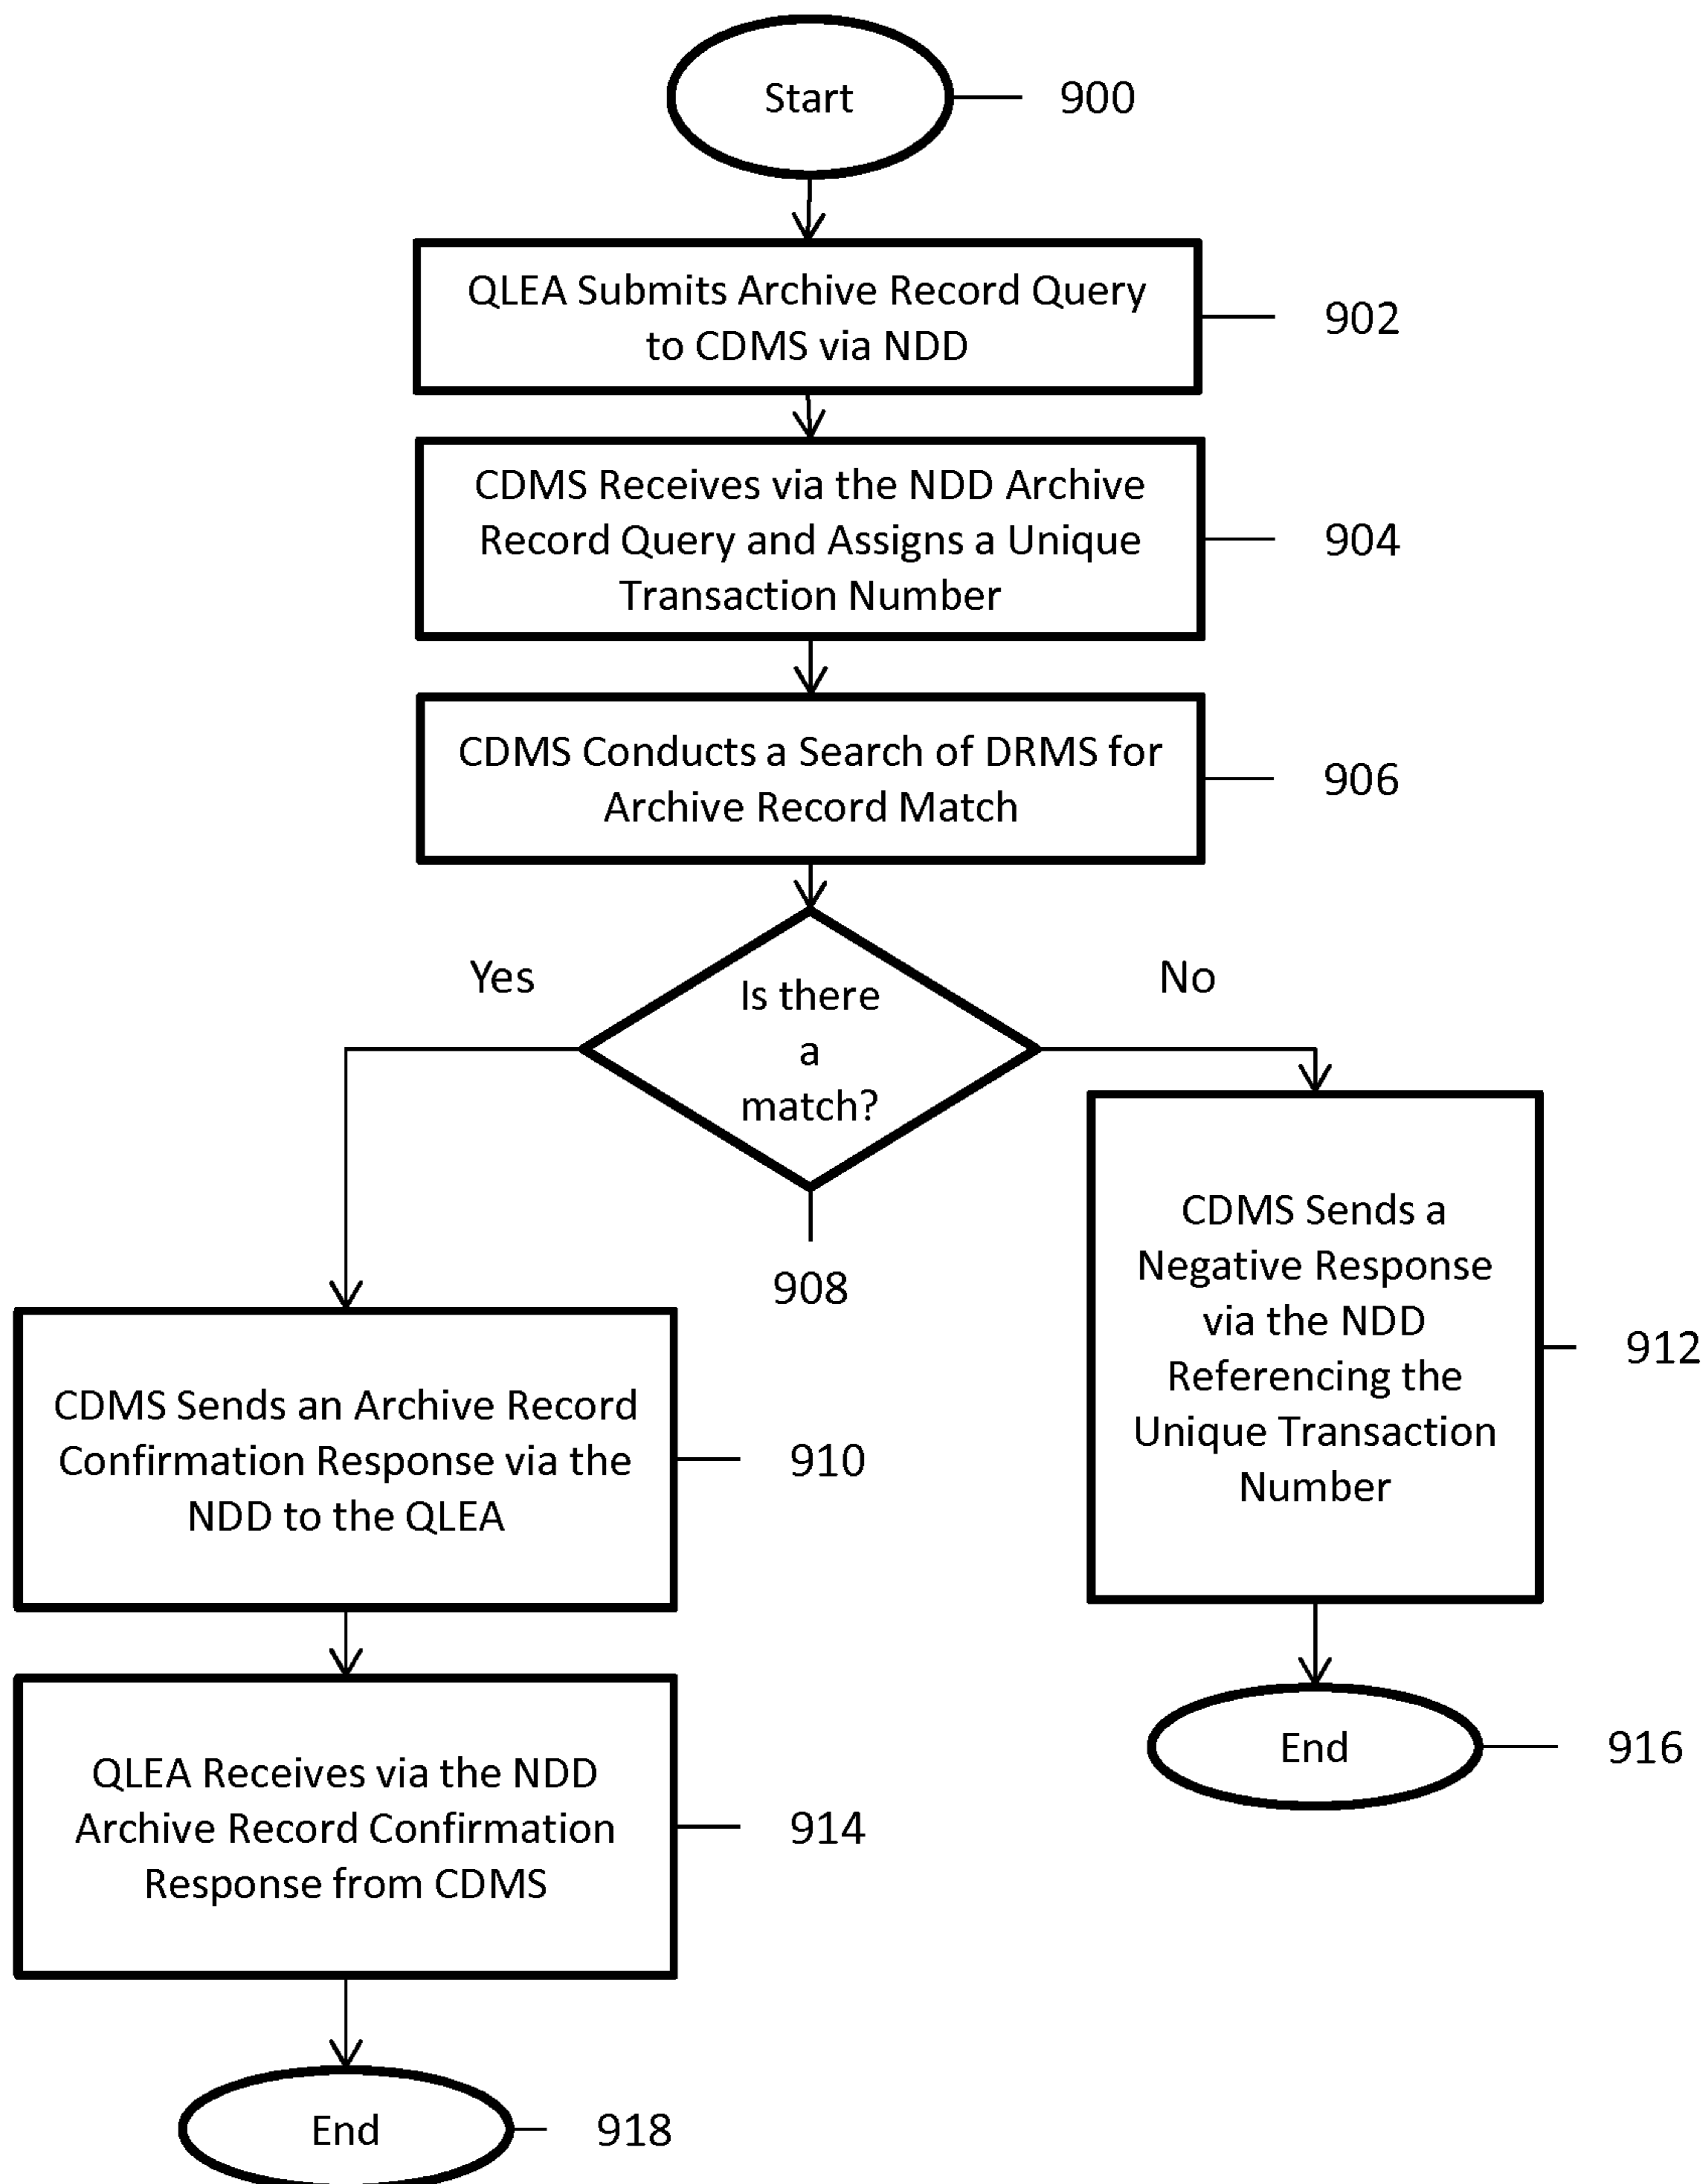 Start
900
QLEA Submits Archive Record Query
to CDMS via NDD
902
CDMS Receives via the NDD Archive
Record Query and Assigns a Unique
Transaction Number
904
CDMS Conducts a Search of DRMS for
Archive Record Match
906
Yes
No
Is there
a
match?
908
CDMS Sends a
Negative Response
via the NDD
Referencing the
Unique Transaction
Number
912
CDMS Sends an Archive Record
Confirmation Response via the
NDD to the QLEA
910
End
916
QLEA Receives via the NDD
Archive Record Confirmation
Response from CDMS
914
End
918